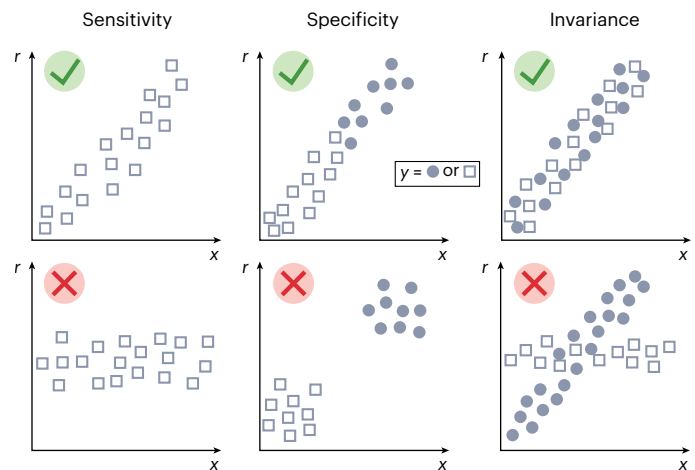 Sensitivity
Specificity
Invariance
r
r
r
y = or
x
x
x
r
r
r
x
x
x